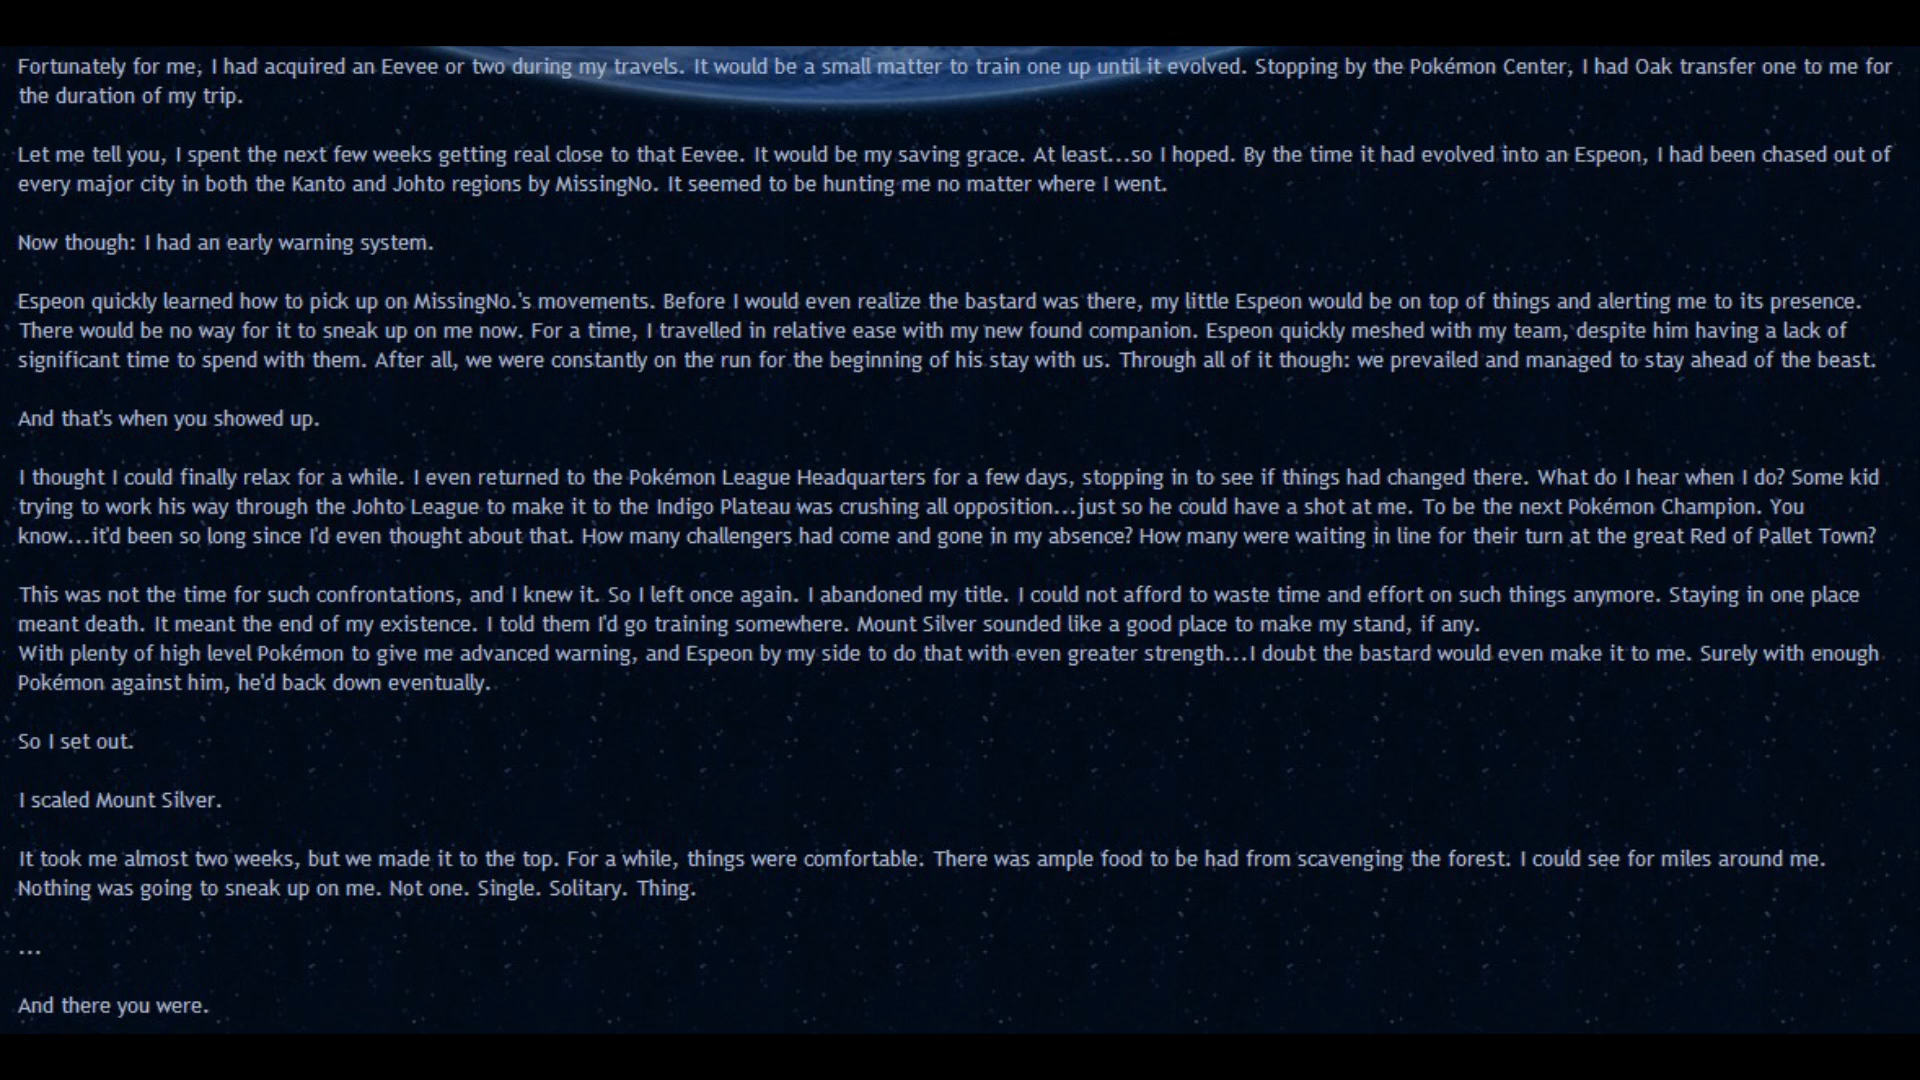 Fortunately for me, I had acquired an Eevee or two during my travels. It would be a small matter to train one up until it evolved. Stopping by the Pokémon Center, I had Oak transfer one to me for
the duration of my trip.
Let me tell you, I spent the next few weeks getting real close to that Eevee. It would be my saving grace. At least...so I hoped. By the time it had evolved into an Espeon, I had been chased out of
every major city in both the Kanto and Johto regions by MissingNo. It seemed to be hunting me no matter where I went.
Now though: I had an early warning system.
Espeon quickly learned how to pick up on MissingNo.'s movements. Before I would even realize the bastard was there, my little Espeon would be on top of things and alerting me to its presence.
There would be no way for it to sneak up on me now. For a time, I travelled in relative ease with my new found companion. Espeon quickly meshed with my team, despite him having a lack of
significant time to spend with them. After all, we were constantly on the run for the beginning of his stay with us. Through all of it though: we prevailed and managed to stay ahead of the beast.
And that's when you showed up.
I thought I could finally relax for a while. I even returned to the Pokémon League Headquarters for a few days, stopping in to see if things had changed there. What do I hear when I do? Some kid
trying to work his way through the Johto League to make it to the Indigo Plateau was crushing all opposition...just so he could have a shot at me. To be the next Pokémon Champion. You
know...it'd been so long since I'd even thought about that. How many challengers had come and gone in my absence? How many were waiting in line for their turn at the great Red of Pallet Town?
This was not the time for such confrontations, and I knew it. So I left once again. I abandoned my title. I could not afford to waste time and effort on such things anymore. Staying in one place
meant death. It meant the end of my existence. I told them I'd go training somewhere. Mount Silver sounded like a good place to make my stand, if any.
With plenty of high level Pokémon to give me advanced warning, and Espeon by my side to do that with even greater strength...I doubt the bastard would even make it to me. Surely with enough
Pokémon against him, he'd back down eventually.
So I set out.
I scaled Mount Silver.
It took me almost two weeks, but we made it to the top. For a while, things were comfortable. There was ample food to be had from scavenging the forest. I could see for miles around me.
Nothing was going to sneak up on me. Not one. Single. Solitary. Thing.
...
And there you were.